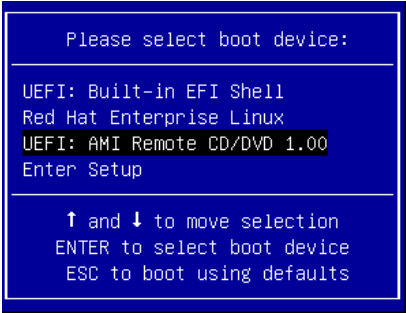 Please select boot device:
UEFI: Built-in EFI Shell
Red Hat Enterprise Linux
UEFI: AMI Remote CD/DVD 1.00
Enter Setup
↑ and ↓ to move selection
ENTER to select boot device
ESC to boot using defaults